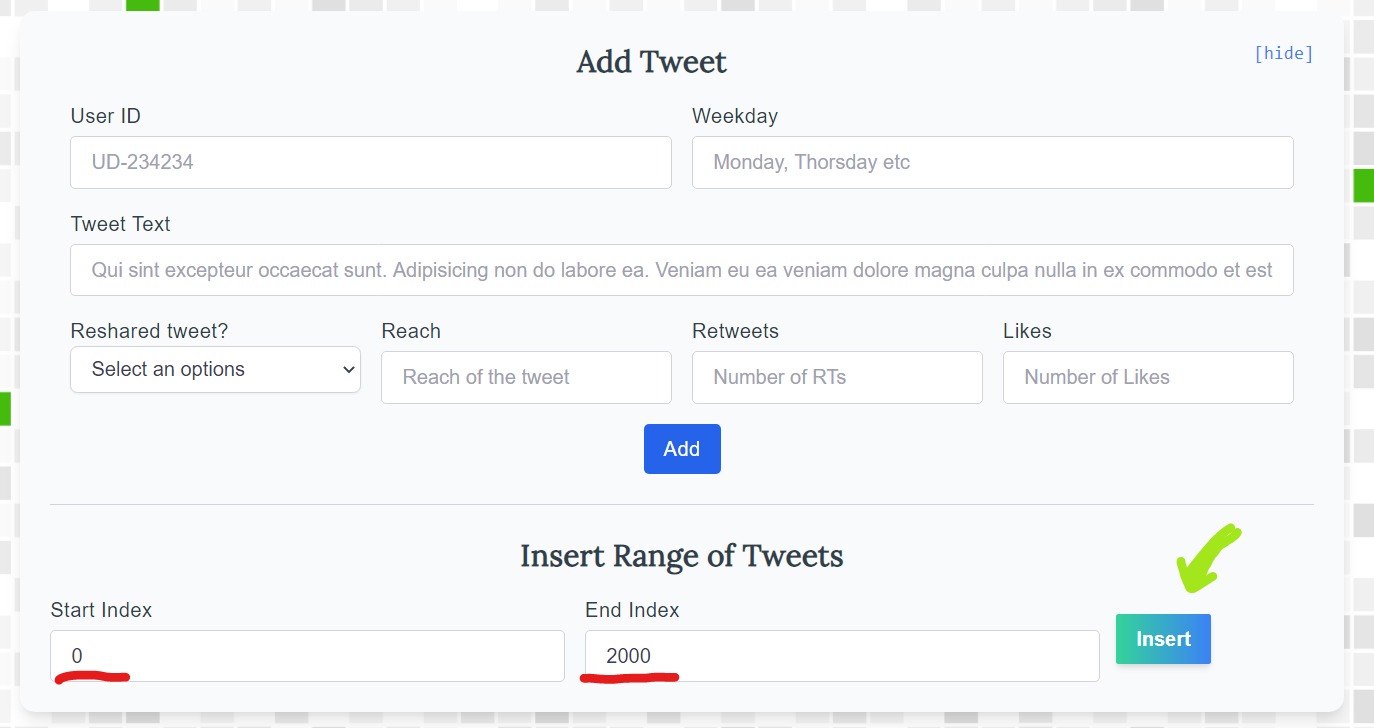 Add Tweet
[hide]
User ID
Weekday
UD-234234
Monday, Thorsday etc
Tweet Text
Qui sint excepteur occaecat sunt. Adipisicing non do labore ea. Veniam eu ea veniam dolore magna culpa nulla in ex commodo et est
Reshared tweet?
Reach
Retweets
Likes
Select an options
Reach of the tweet
Number of RTs
Number of Likes
Add
Insert Range of Tweets
Start Index
End Index
0
2000
Insert